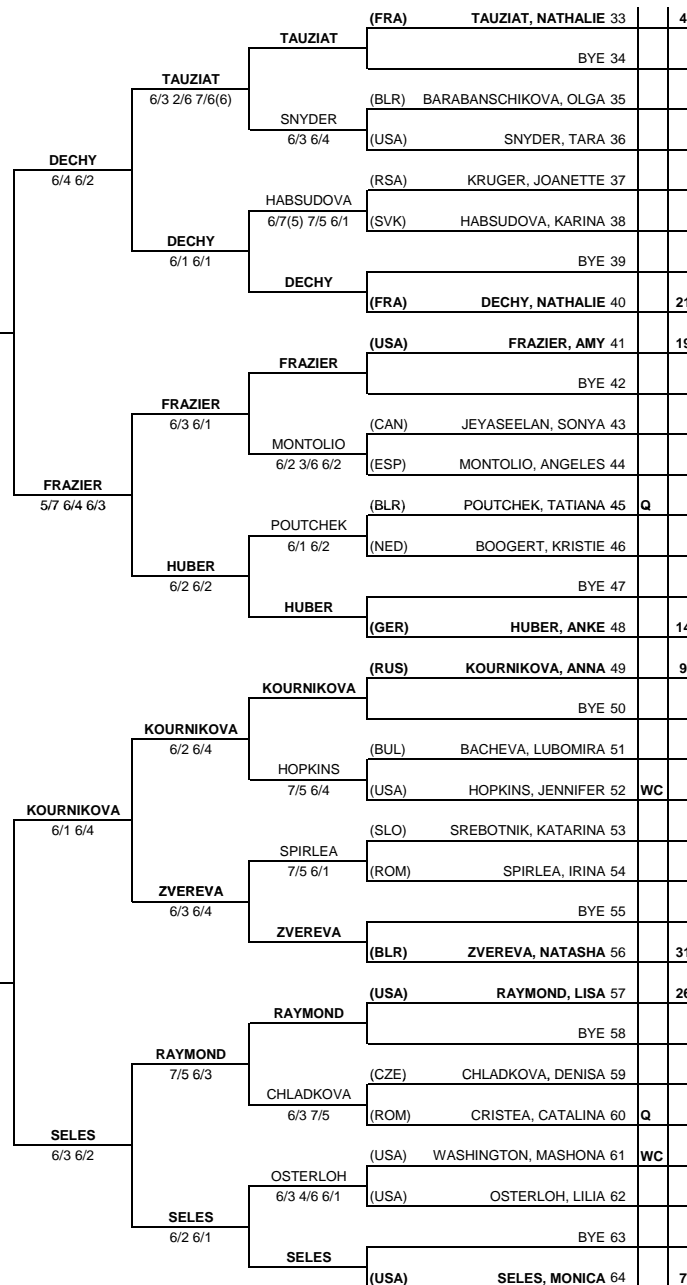 (FRA) TAUZIAT, NATHALIE 33 4
TAUZIAT
BYE 34
TAUZIAT
6/3 2/6 7/6(6)
(BLR) BARABANSCHIKOVA, OLGA 35
SNYDER
6/3 6/4
(USA) SNYDER, TARA 36
DECHY
6/4 6/2
(RSA) KRUGER, JOANETTE 37
HABSUDOVA
6/7(5) 7/5 6/1
(SVK) HABSUDOVA, KARINA 38
DECHY
6/1 6/1
BYE 39
DECHY
(FRA) DECHY, NATHALIE 40 21
(USA) FRAZIER, AMY 41 19
FRAZIER
BYE 42
FRAZIER
6/3 6/1
(CAN) JEYASEELAN, SONYA 43
MONTOLIO
6/2 3/6 6/2
(ESP) MONTOLIO, ANGELES 44
FRAZIER
5/7 6/4 6/3
(BLR) POUTCHEK, TATIANA 45 Q
POUTCHEK
6/1 6/2
(NED) BOOGERT, KRISTIE 46
HUBER
6/2 6/2
BYE 47
HUBER
(GER) HUBER, ANKE 48 14
(RUS) KOURNIKOVA, ANNA 49 9
KOURNIKOVA
BYE 50
KOURNIKOVA
6/2 6/4
(BUL) BACHEVA, LUBOMIRA 51
HOPKINS
7/5 6/4
(USA) HOPKINS, JENNIFER 52 WC
KOURNIKOVA
6/1 6/4
(SLO) SREBOTNIK, KATARINA 53
SPIRLEA
7/5 6/1
(ROM) SPIRLEA, IRINA 54
ZVEREVA
6/3 6/4
BYE 55
ZVEREVA
(BLR) ZVEREVA, NATASHA 56 31
(USA) RAYMOND, LISA 57 26
RAYMOND
BYE 58
RAYMOND
7/5 6/3
(CZE) CHLADKOVA, DENISA 59
CHLADKOVA
6/3 7/5
(ROM) CRISTEA, CATALINA 60 Q
SELES
6/3 6/2
(USA) WASHINGTON, MASHONA 61 WC
OSTERLOH
6/3 4/6 6/1
(USA) OSTERLOH, LILIA 62
SELES
6/2 6/1
BYE 63
SELES
(USA) SELES, MONICA 64 7